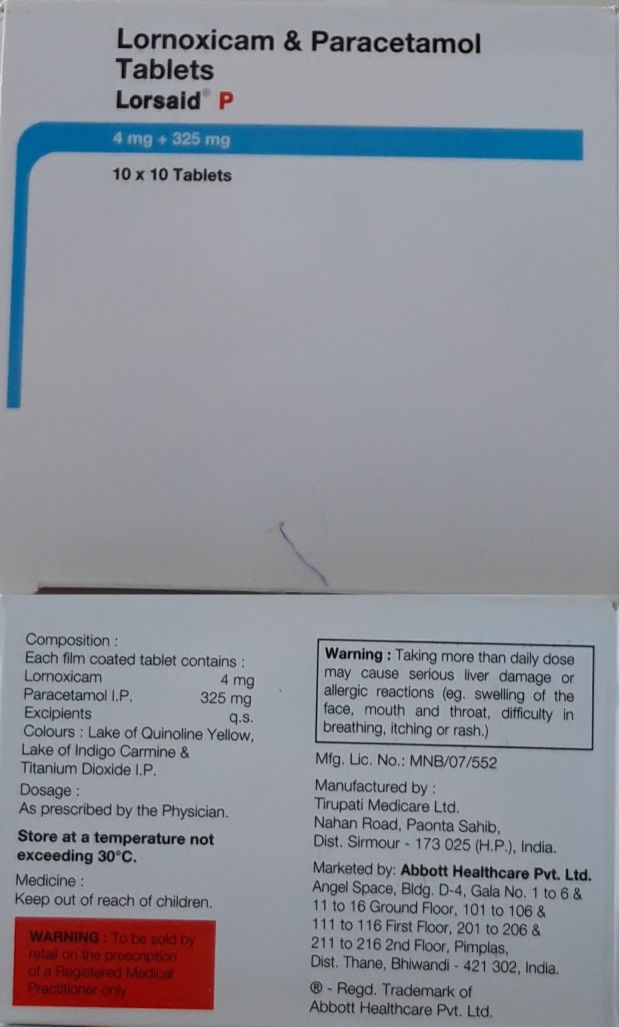 Lornoxicam & Paracetamol
Tablets
Lorsaid® P
4 mg + 325 mg
10 x 10 Tablets
Composition :
Each film coated tablet contains :
Lornoxicam 4 mg
Paracetamol I.P. 325 mg
Excipients q.s.
Colours : Lake of Quinoline Yellow,
Lake of Indigo Carmine &
Titanium Dioxide I.P.
Dosage :
As prescribed by the Physician.
Store at a temperature not
exceeding 30°C.
Medicine :
Keep out of reach of children.
WARNING : To be sold by
retail on the prescription
of a Registered Medical
Practitioner only.
Warning : Taking more than daily dose
may cause serious liver damage or
allergic reactions (eg. swelling of the
face, mouth and throat, difficulty in
breathing, itching or rash.)
Mfg. Lic. No.: MNB/07/552
Manufactured by :
Tirupati Medicare Ltd.
Nahan Road, Paonta Sahib,
Dist. Sirmour - 173 025 (H.P.), India.
Marketed by: Abbott Healthcare Pvt. Ltd.
Angel Space, Bldg. D-4, Gala No. 1 to 6 &
11 to 16 Ground Floor, 101 to 106 &
111 to 116 First Floor, 201 to 206 &
211 to 216 2nd Floor, Pimplas,
Dist. Thane, Bhiwandi - 421 302, India.
® - Regd. Trademark of
Abbott Healthcare Pvt. Ltd.